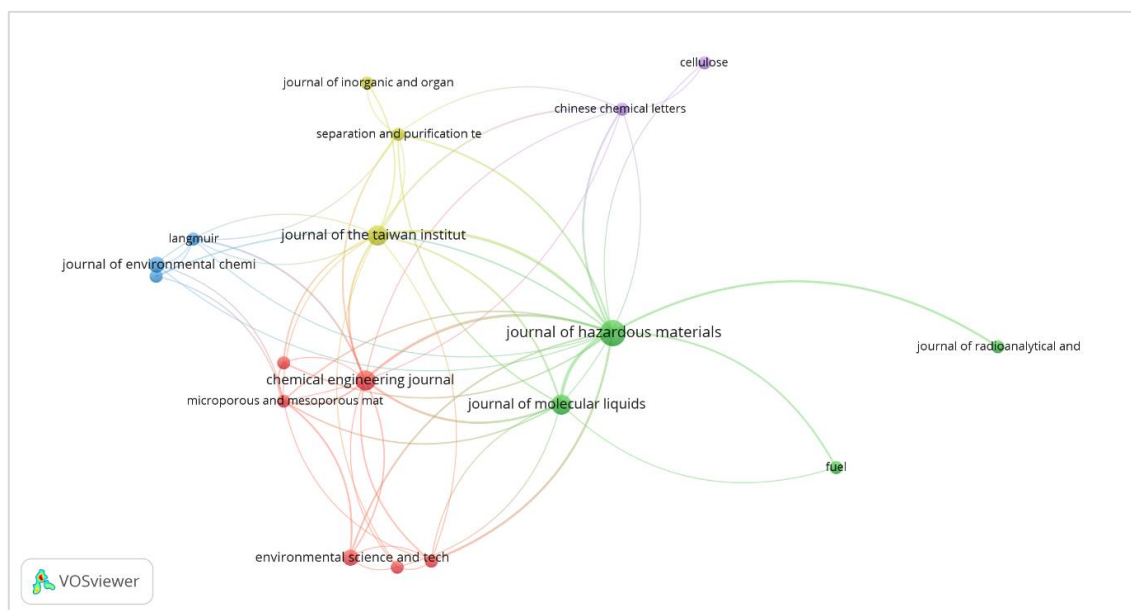 cellulose
journal of inorganic and organ
chinese chemical letters
separation and purification te
journal of the taiwan institut
langmuir
journal of environmental chemi
journal of hazardous materials
journal of radioanalytical and
chemical engineering journal
microporous and mesoporous mat
journal of molecular liquids
fuel
environmental science and tech
VOSviewer